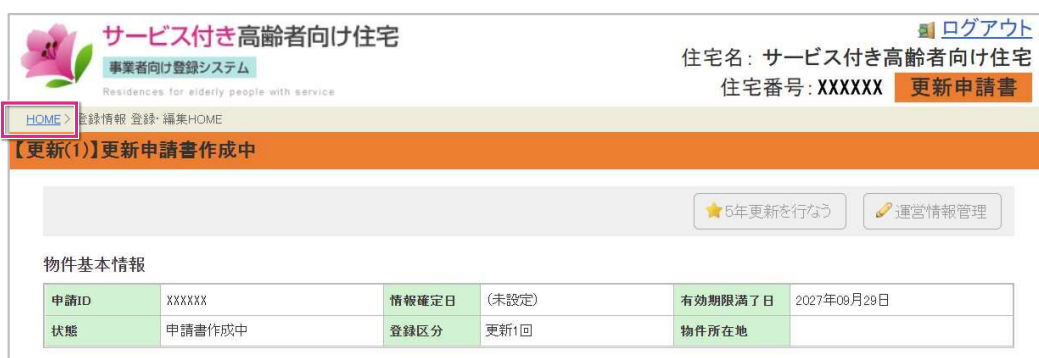 サービス付き高齢者向け住宅
事業者向け登録システム
Residences for elderly people with service
ログアウト
住宅名: サービス付き高齢者向け住宅
住宅番号: XXXXXX 更新申請書
HOME > 登録情報 登録・編集HOME
【更新(1)】更新申請書作成中
5年更新を行なう 運営情報管理
物件基本情報
申請ID XXXXXX 情報確定日 (未設定) 有効期限満了日 2027年09月29日
状態 申請書作成中 登録区分 更新1回 物件所在地